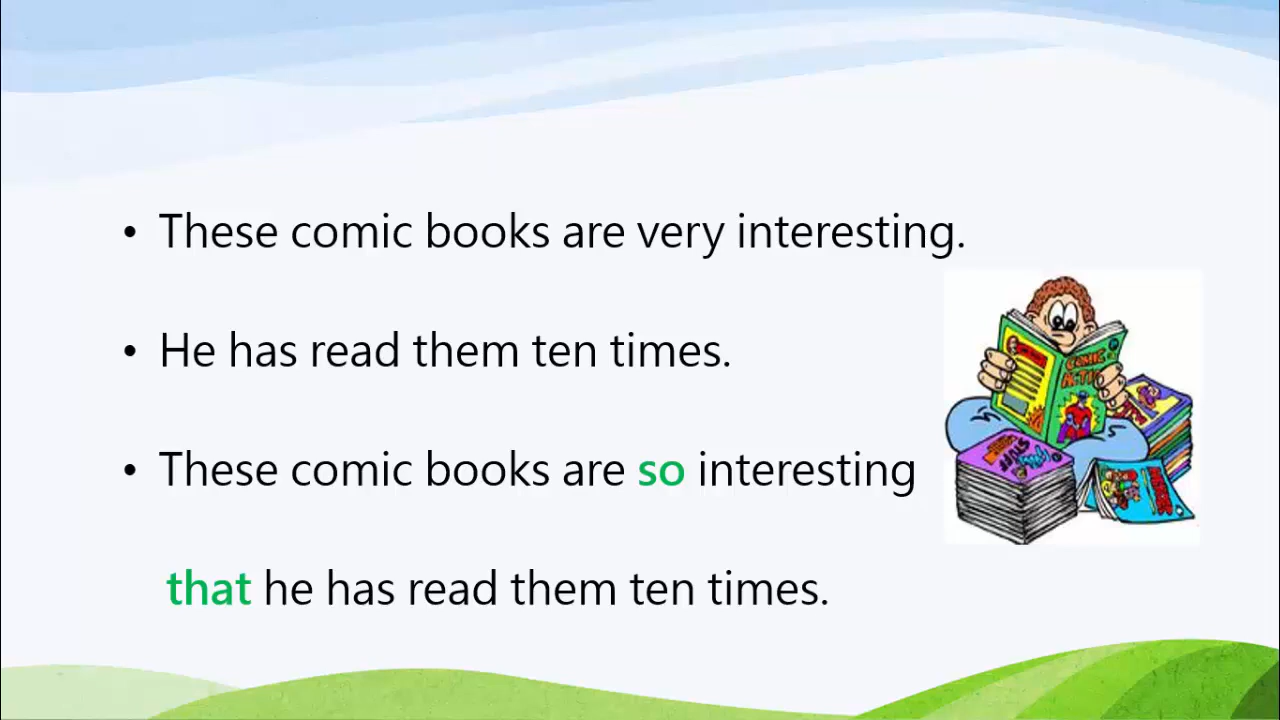 • These comic books are very interesting.
• He has read them ten times.
• These comic books are so interesting
that he has read them ten times.
COMIC